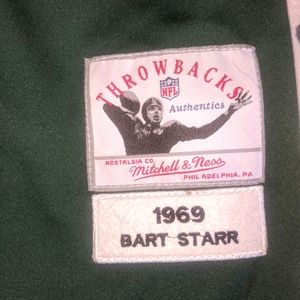 THROWBACKS
NFL
Authentics
NOSTALGIA CO.
Mitchell & Ness
PHILADELPHIA, PA
1969
BART STARR